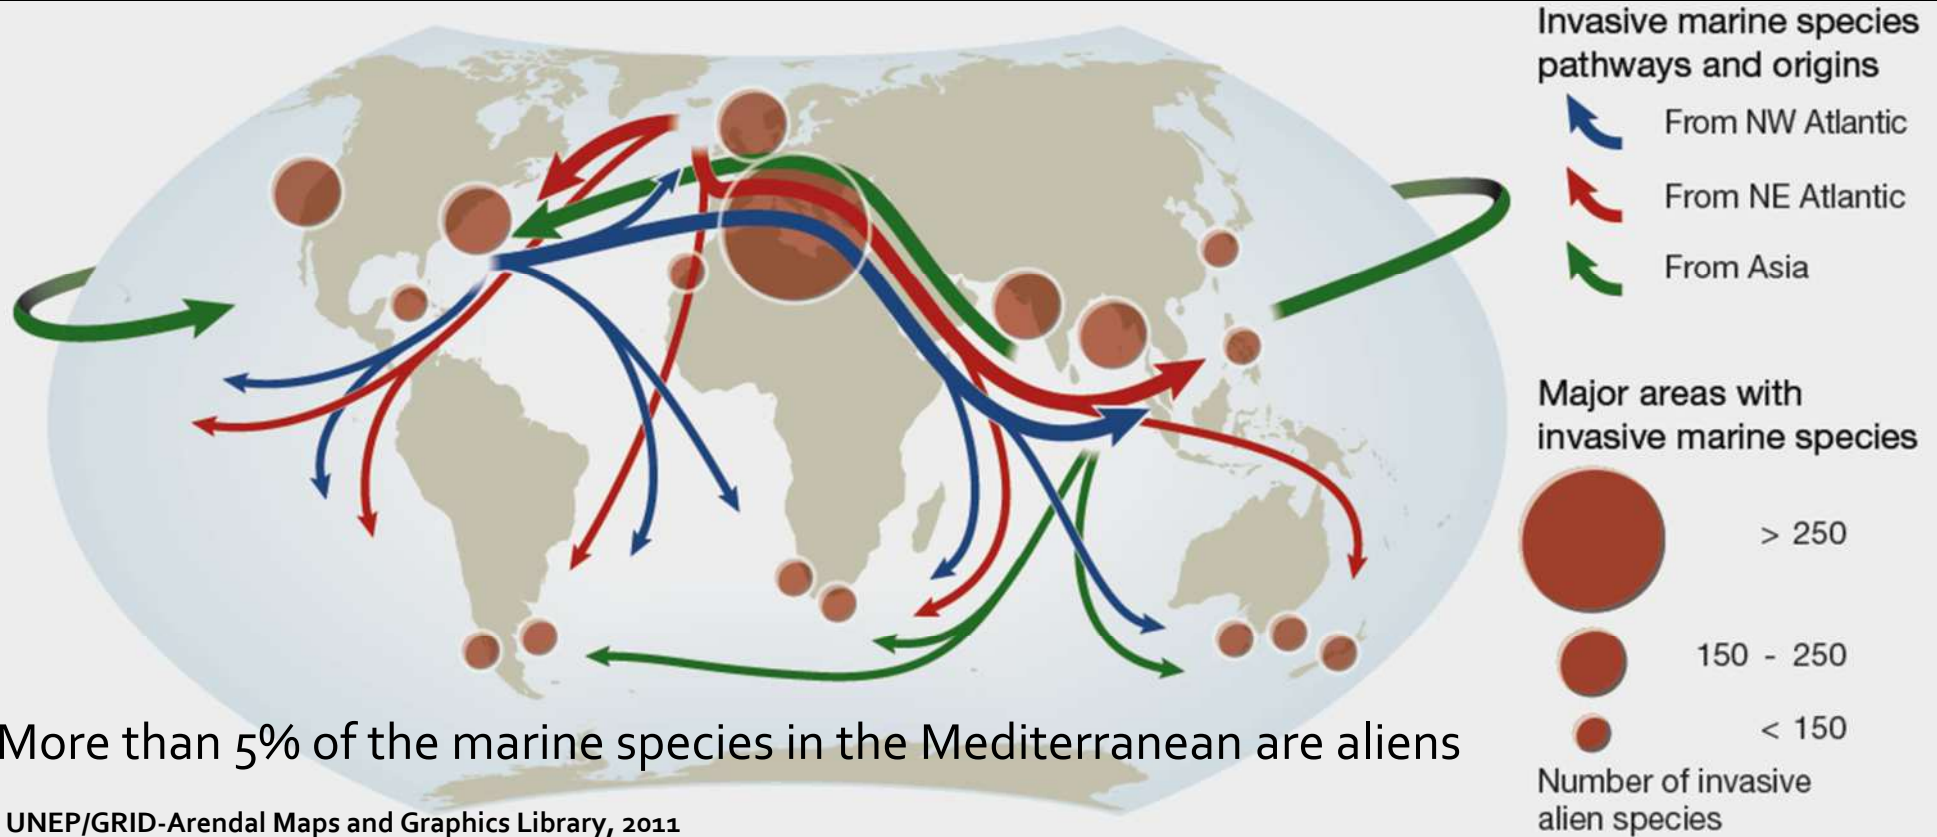 Invasive marine species
pathways and origins
From NW Atlantic
From NE Atlantic
From Asia
Major areas with
invasive marine species
> 250
150 - 250
< 150
Number of invasive
alien species
More than 5% of the marine species in the Mediterranean are aliens
UNEP/GRID-Arendal Maps and Graphics Library, 2011